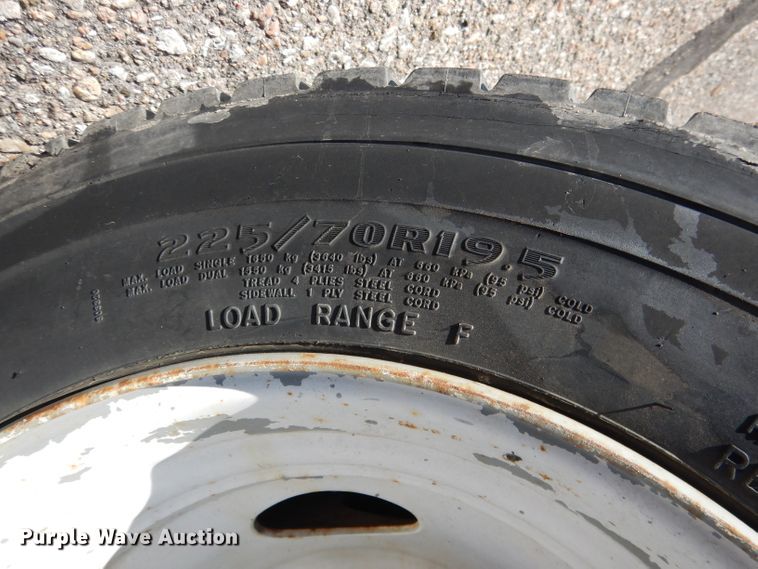 225/70R19.5
MAX. LOAD SINGLE 1650 kg (3640 lbs) AT 660 kPa (95 psi) COLD
MAX. LOAD DUAL 1550 kg (3415 lbs) AT 660 kPa (95 psi) COLD
TREAD 4 PLIES STEEL CORD
SIDEWALL 1 PLY STEEL CORD
LOAD RANGE F
Purple Wave Auction